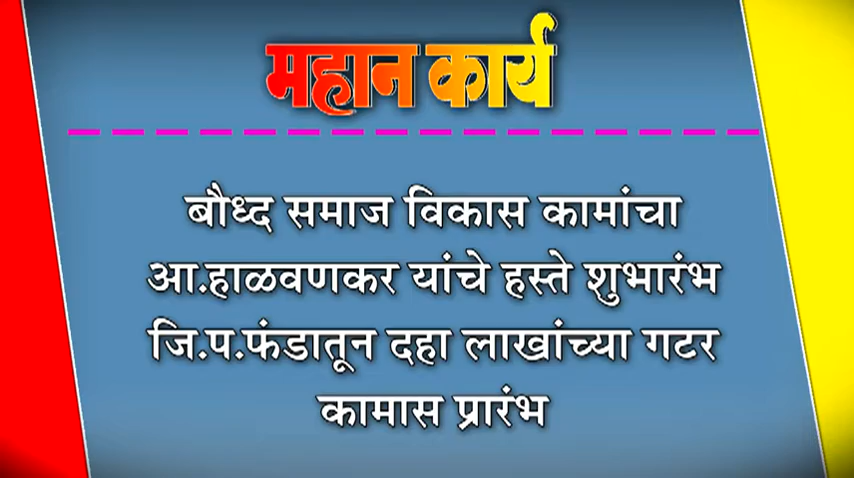 महान कार्य
बौध्द समाज विकास कामांचा
आ.हाळवणकर यांचे हस्ते शुभारंभ
जि.प.फंडातून दहा लाखांच्या गटर
कामास प्रारंभ